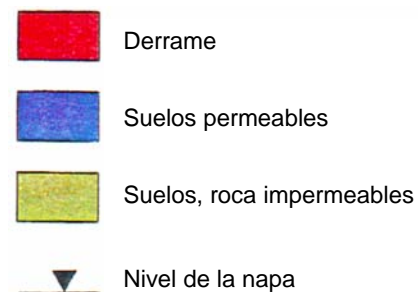 Derrame
Suelos permeables
Suelos, roca impermeables
Nivel de la napa